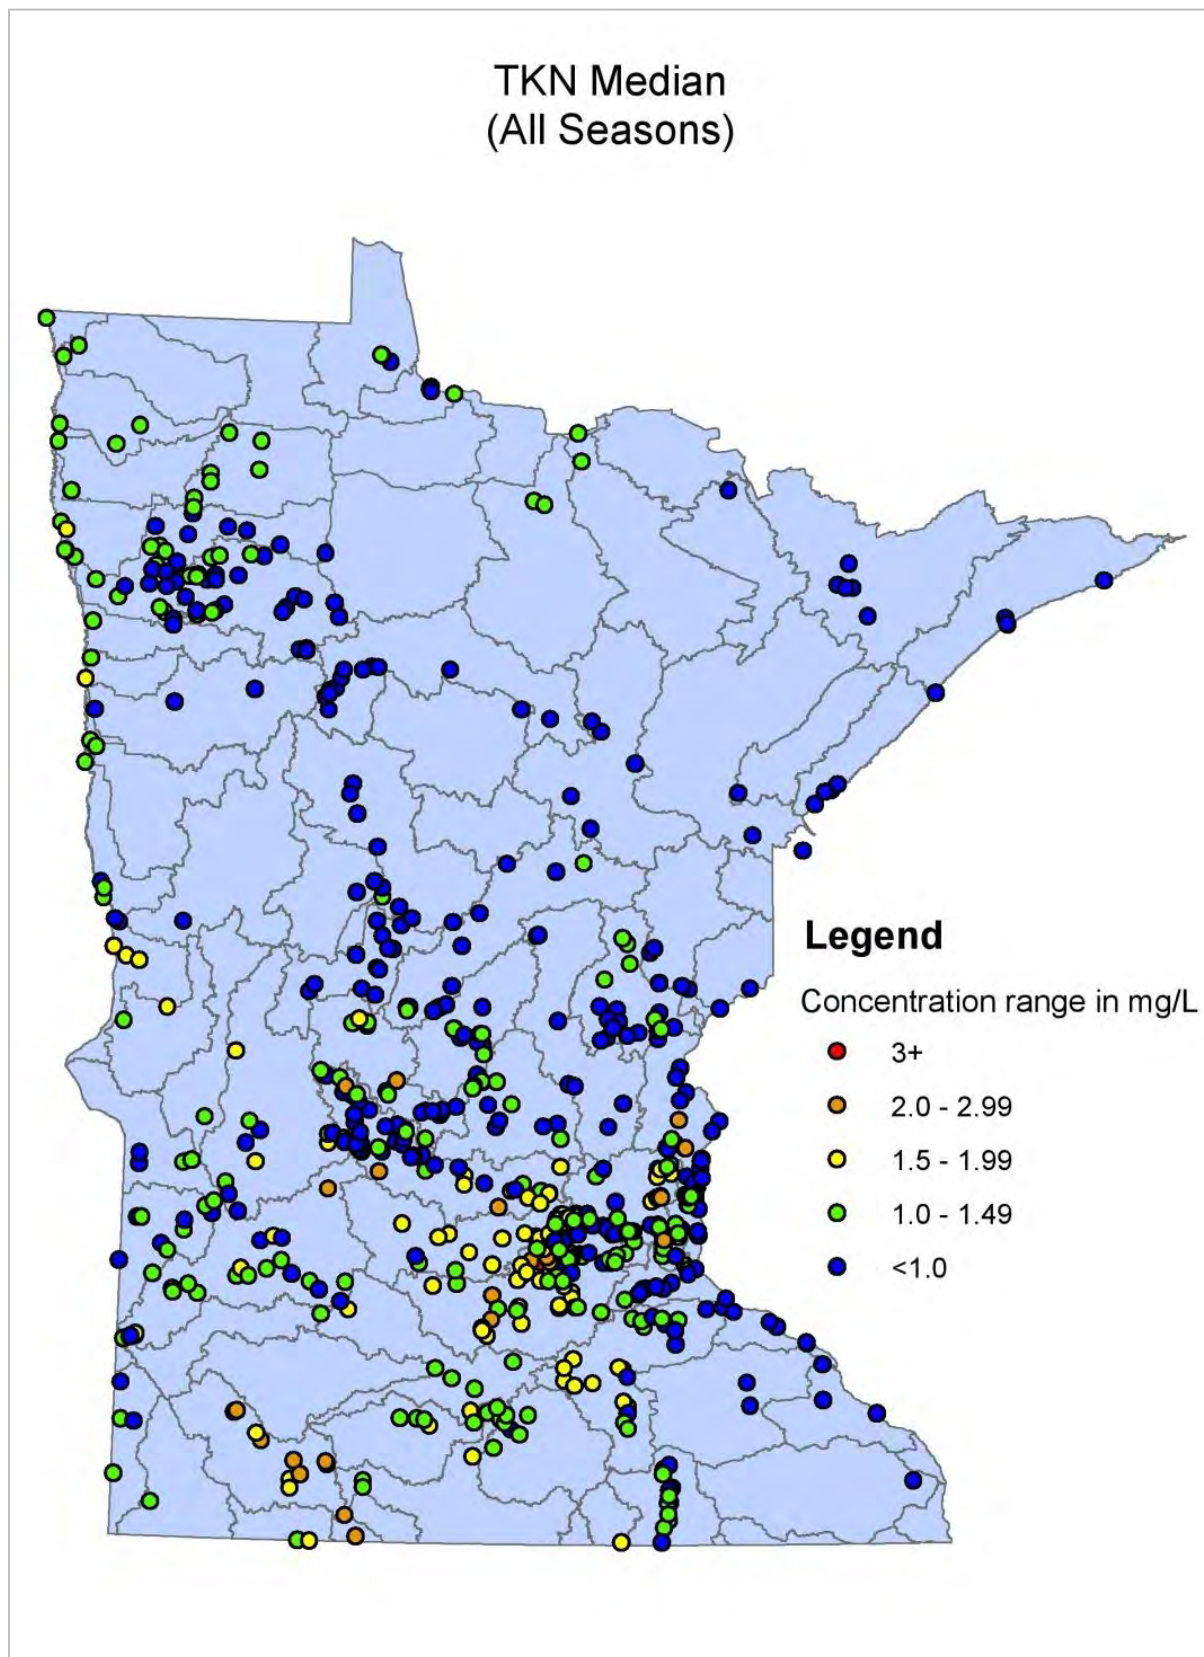 TKN Median
(All Seasons)
Legend
Concentration range in mg/L
3+
2.0 - 2.99
1.5 - 1.99
1.0 - 1.49
<1.0